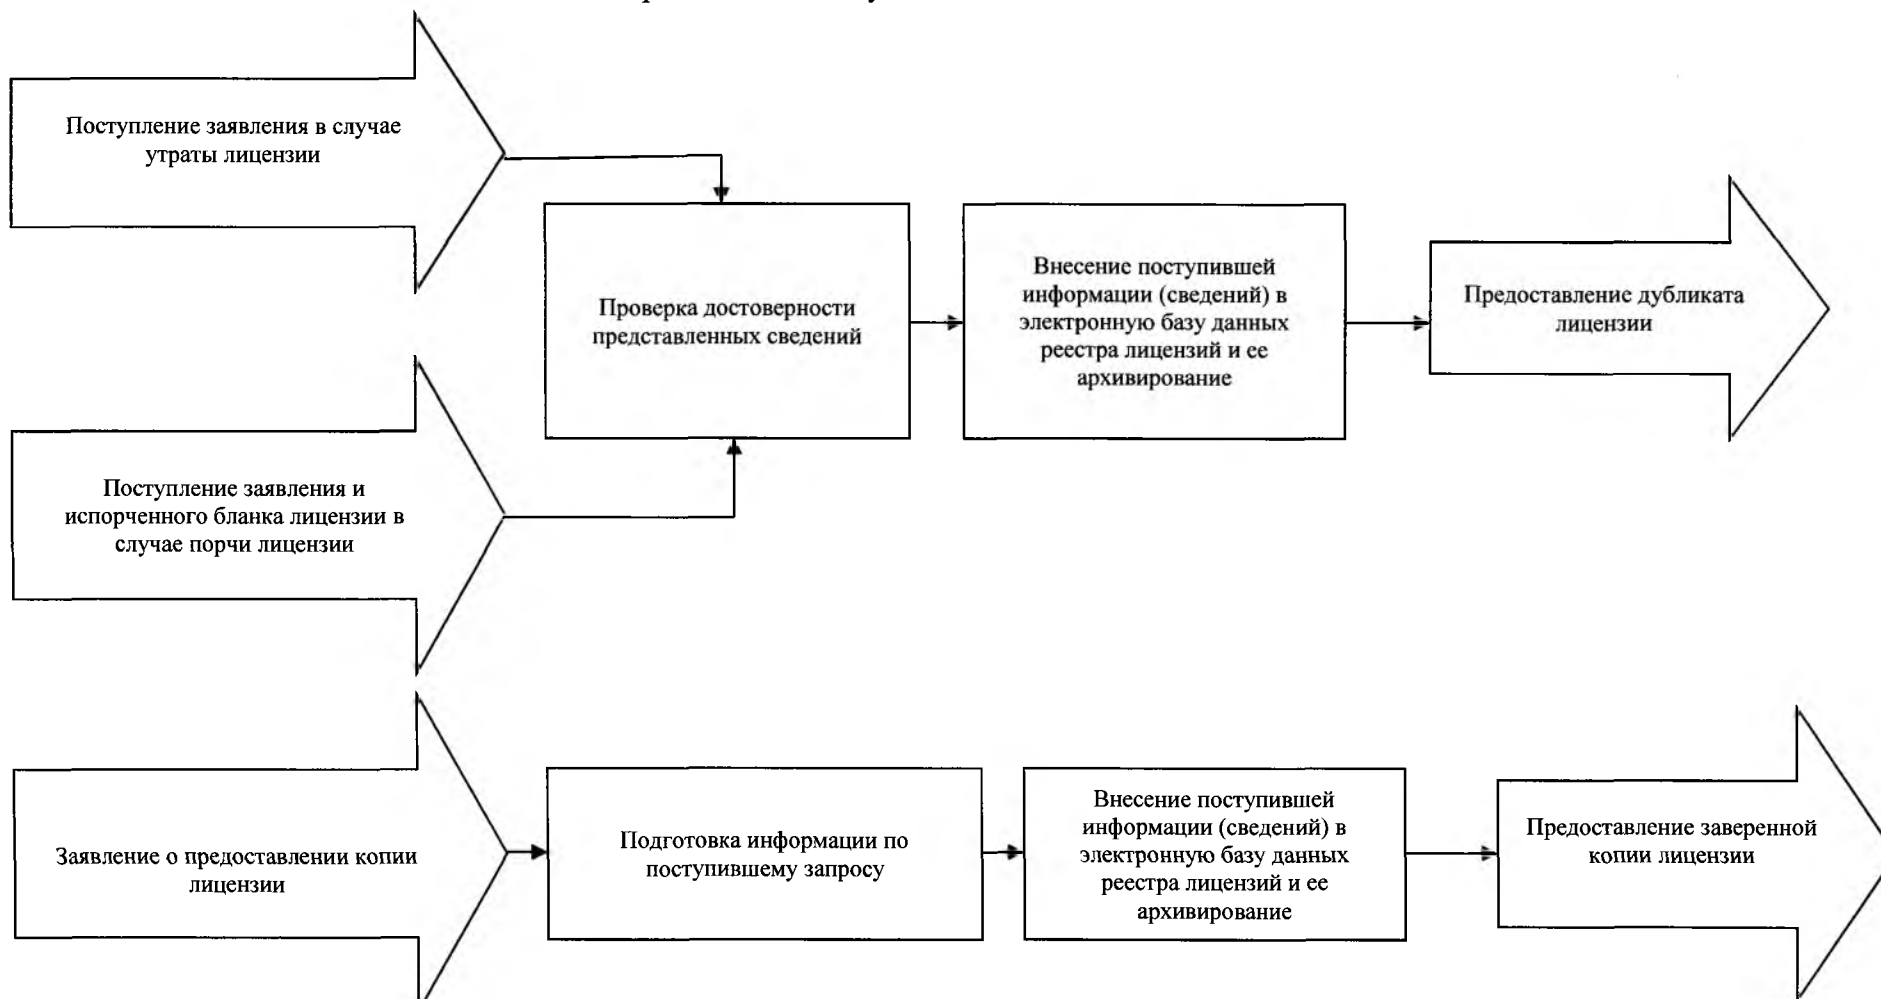 Поступление заявления в случае
утраты лицензии
Проверка достоверности
представленных сведений
Внесение поступившей
информации (сведений) в
электронную базу данных
реестра лицензий и ее
архивирование
Предоставление дубликата
лицензии
Поступление заявления и
испорченного бланка лицензии в
случае порчи лицензии
Заявление о предоставлении копии
лицензии
Подготовка информации по
поступившему запросу
Внесение поступившей
информации (сведений) в
электронную базу данных
реестра лицензий и ее
архивирование
Предоставление заверенной
копии лицензии